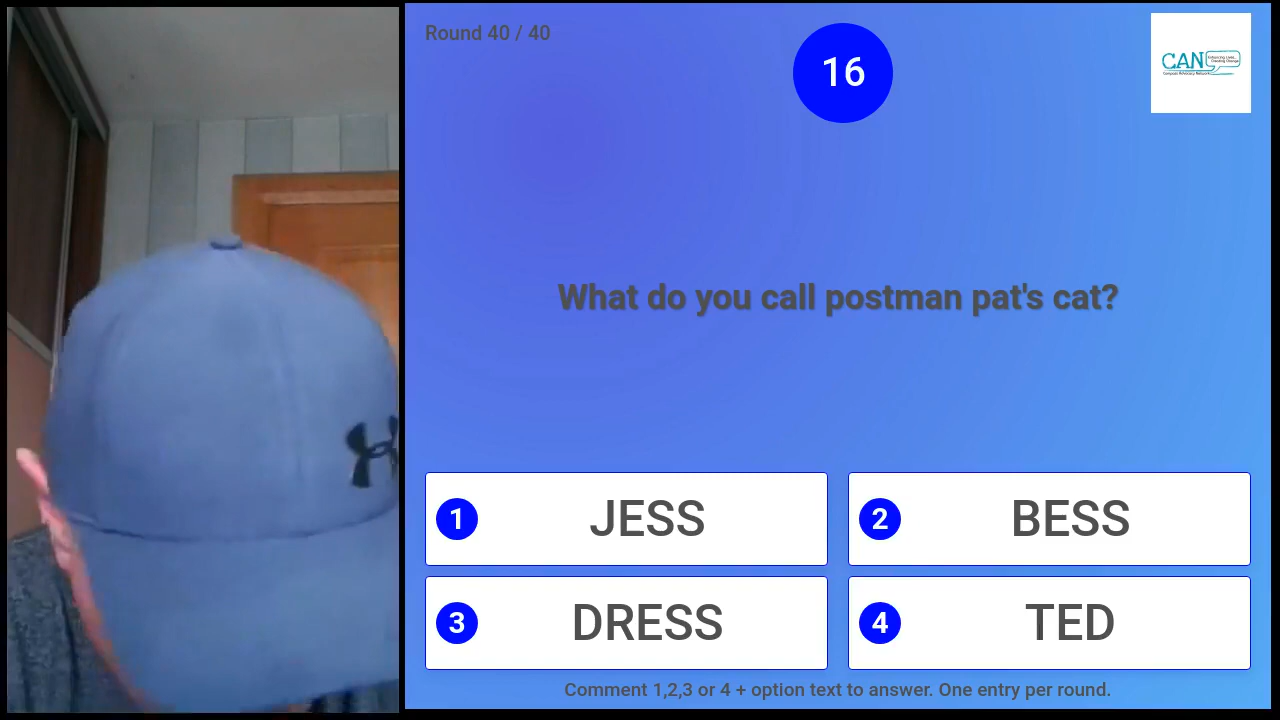 Round 40 / 40
16
CAN
What do you call postman pat's cat?
1 JESS
2 BESS
3 DRESS
4 TED
Comment 1,2,3 or 4 + option text to answer. One entry per round.